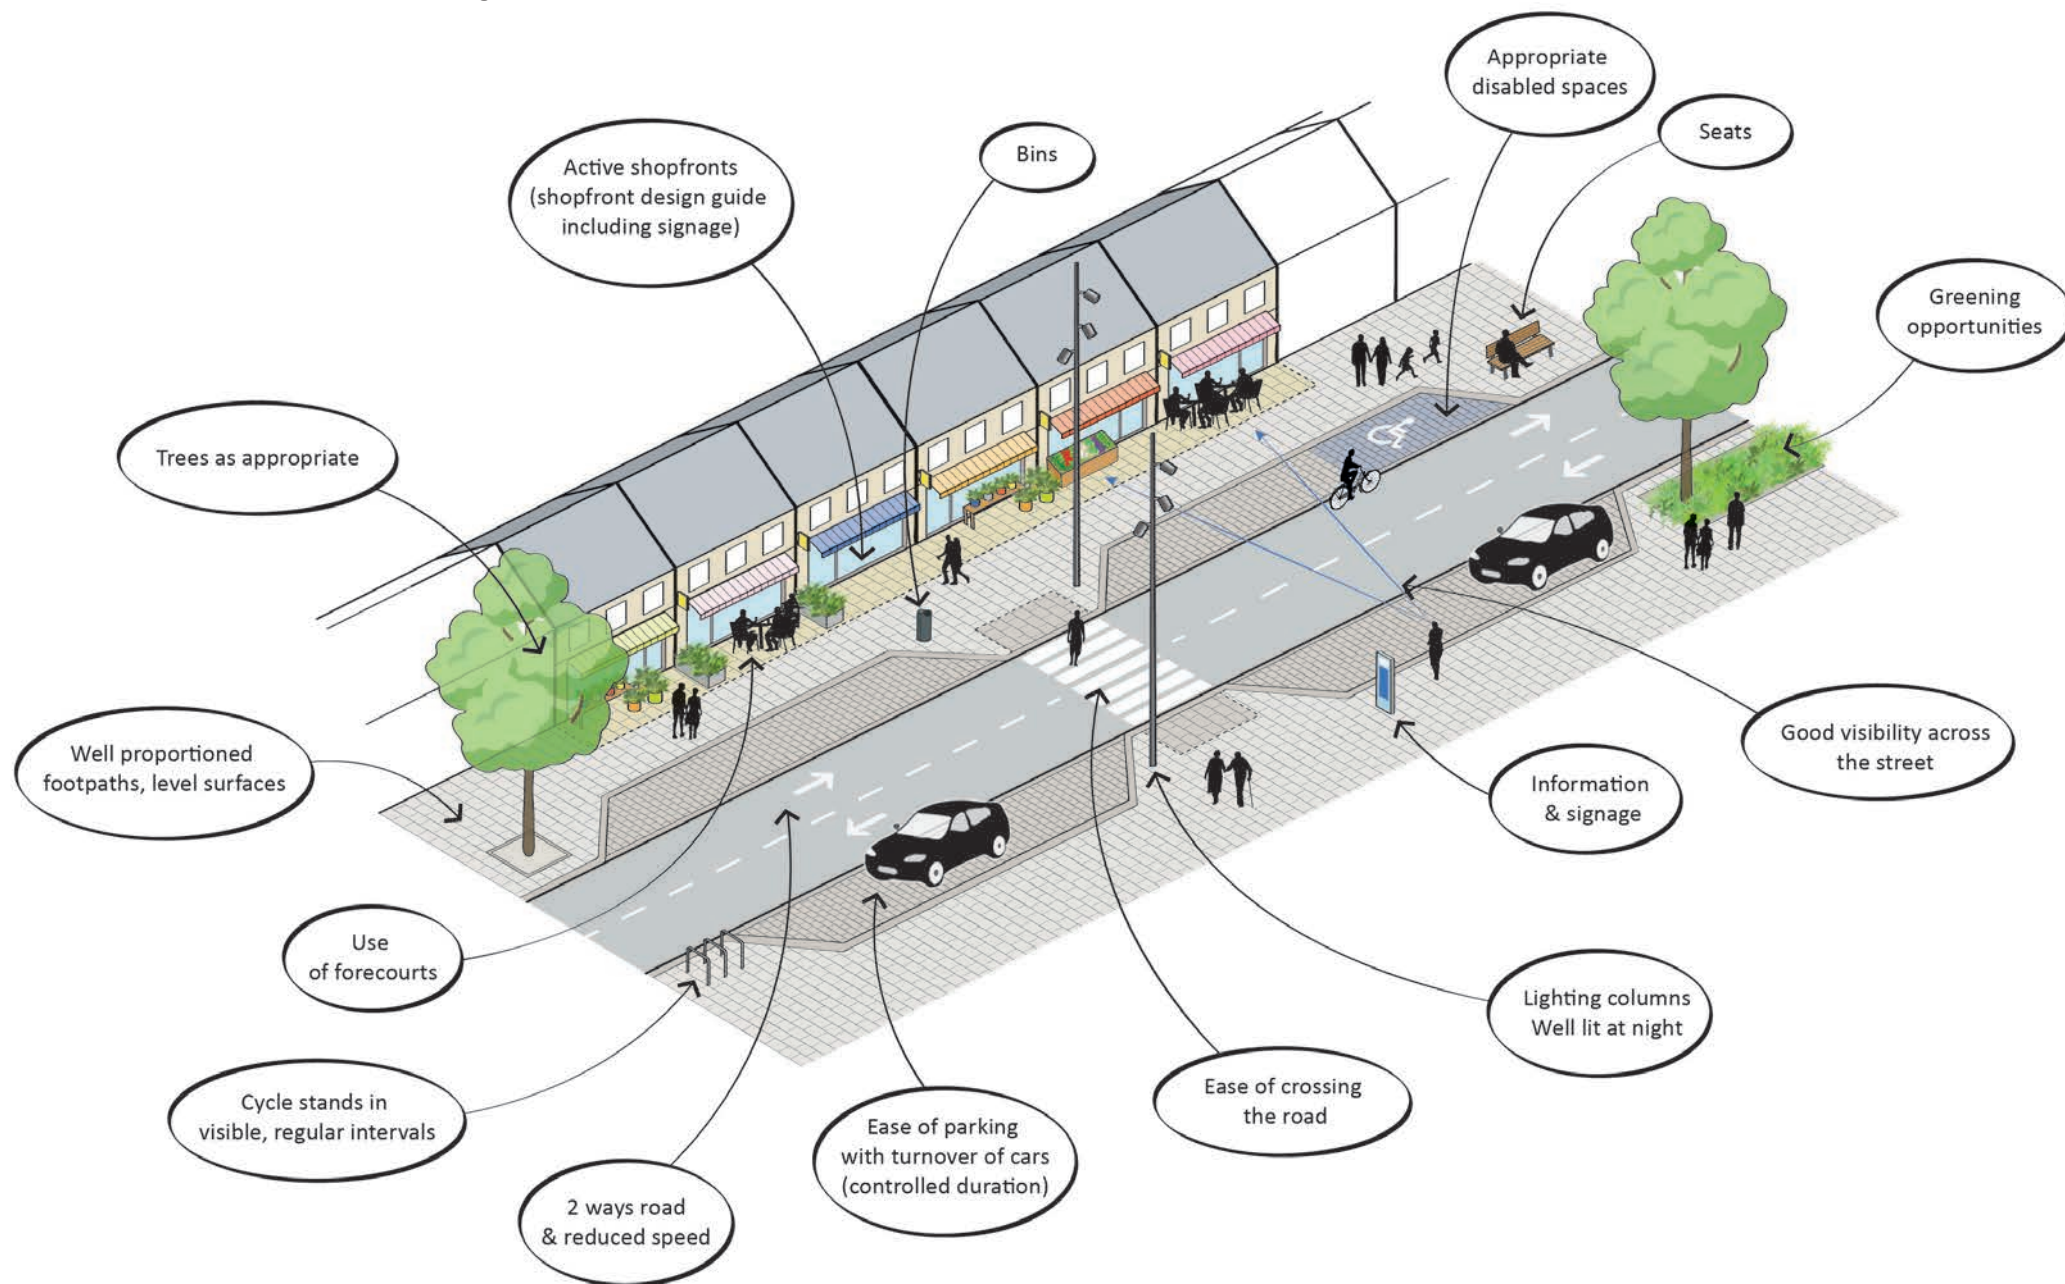 Appropriate
disabled spaces
Seats
Bins
Active shopfronts
(shopfront design guide
including signage)
Greening
opportunities
Trees as appropriate
Well proportioned
footpaths, level surfaces
Good visibility across
the street
Information
& signage
Use
of forecourts
Lighting columns
Well lit at night
Cycle stands in
visible, regular intervals
Ease of crossing
the road
Ease of parking
with turnover of cars
(controlled duration)
2 ways road
& reduced speed